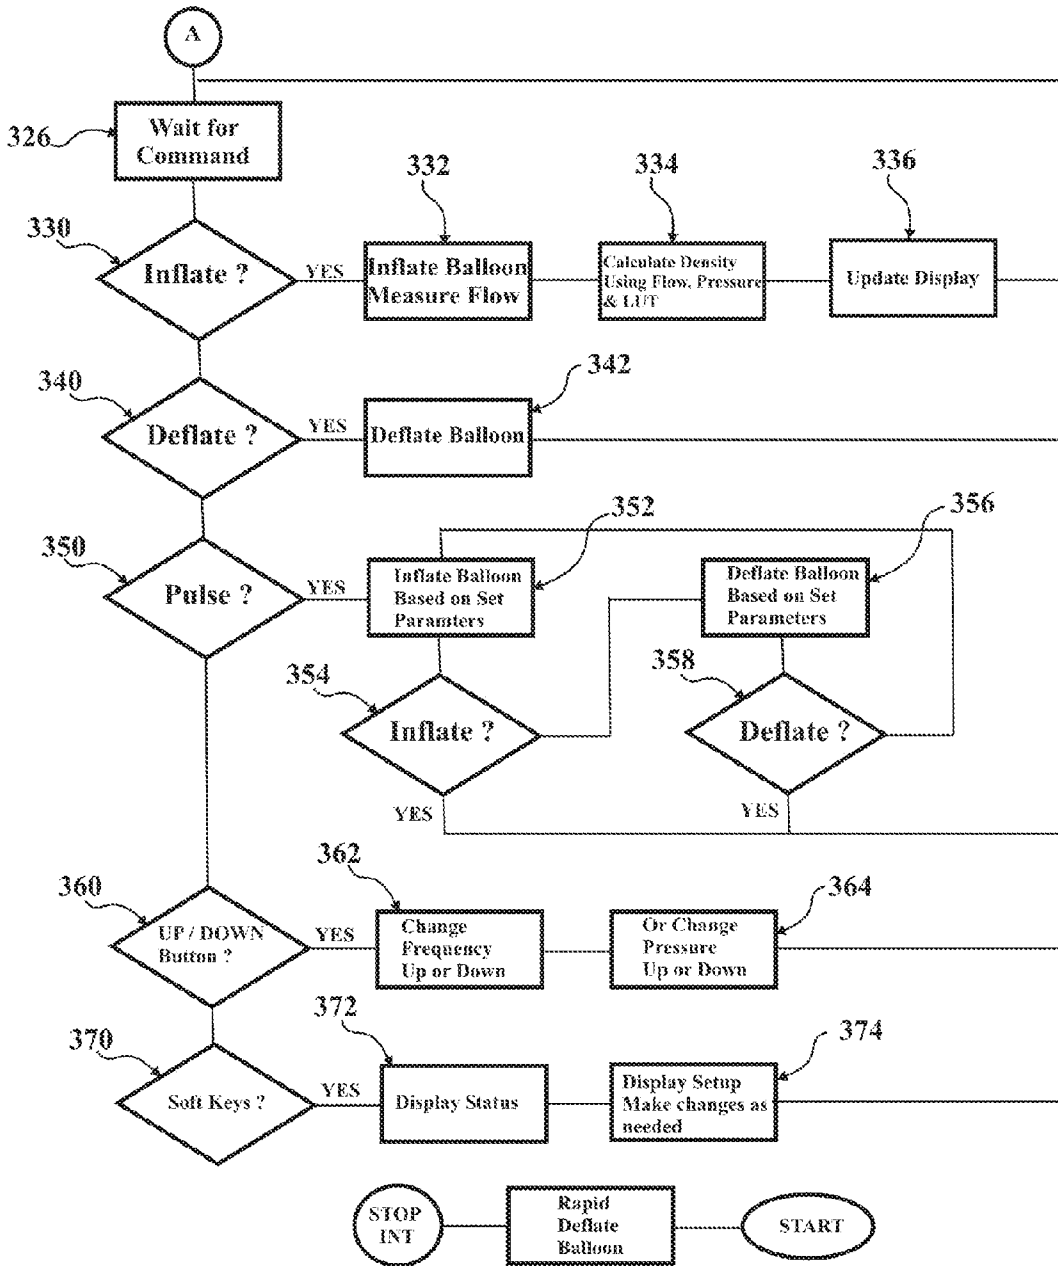 A
326
Wait for
Command
330
Inflate ?
YES
332
Inflate Balloon
Measure Flow
334
Calculate Density
Using Flow, Pressure
& LUT
336
Update Display
340
Deflate ?
YES
342
Deflate Balloon
350
Pulse ?
YES
352
Inflate Balloon
Based on Set
Paramters
356
Deflate Balloon
Based on Set
Parameters
354
Inflate ?
YES
358
Deflate ?
YES
360
UP / DOWN
Button ?
YES
362
Change
Frequency
Up or Down
364
Or Change
Pressure
Up or Down
370
Soft Keys ?
YES
372
Display Status
374
Display Setup
Make changes as
needed
STOP
INT
Rapid
Deflate
Balloon
START